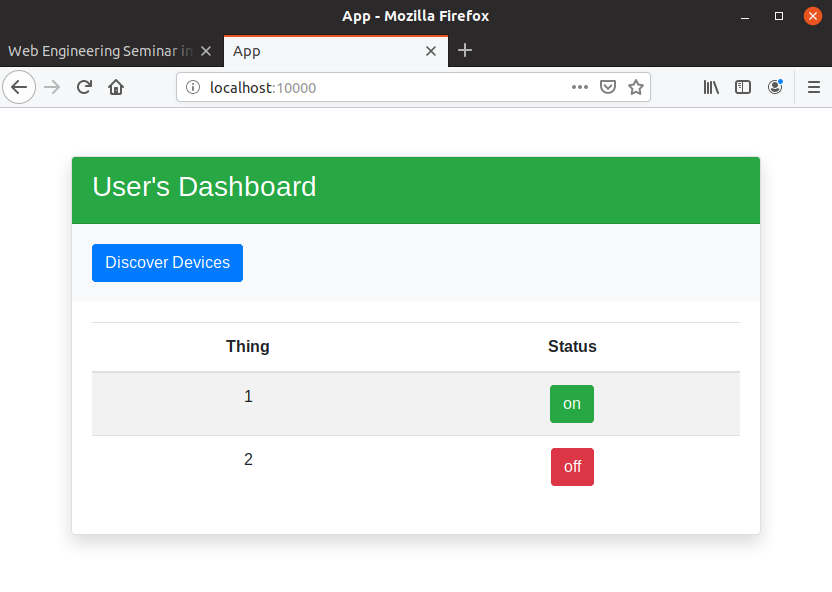 App - Mozilla Firefox
Web Engineering Seminar in
App
localhost:10000
User's Dashboard
Discover Devices
Thing Status
1 on
2 off